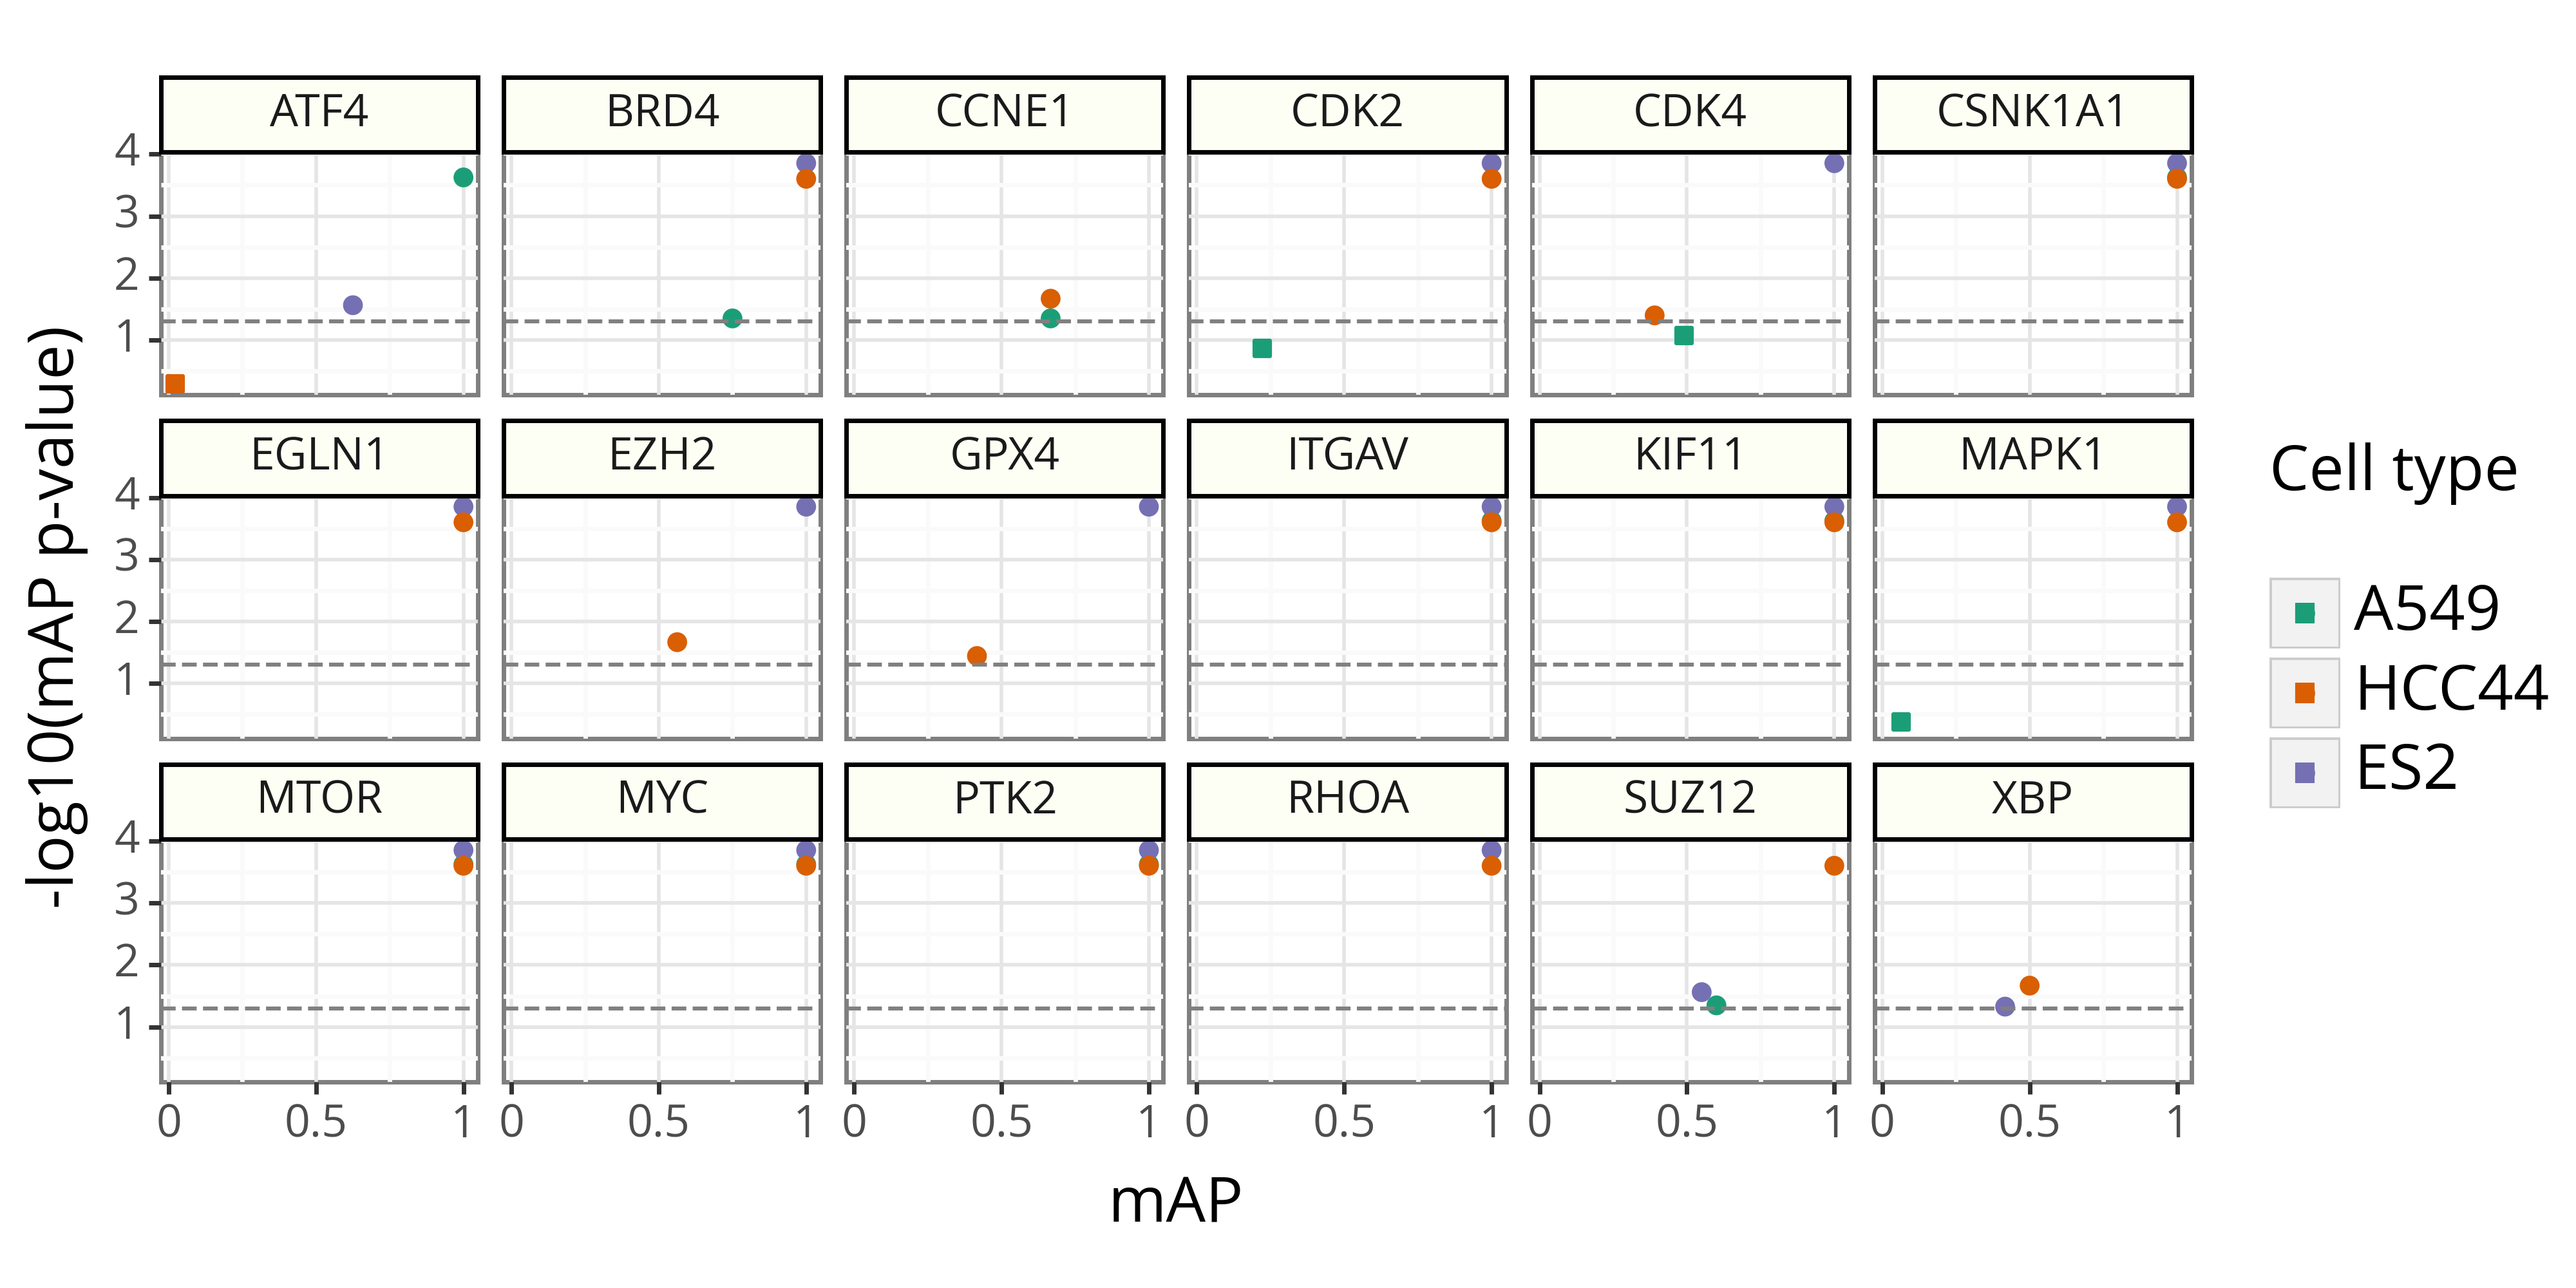 ATF4 BRD4 CCNE1 CDK2 CDK4 CSNK1A1
4
3
2
1
EGLN1 EZH2 GPX4 ITGAV KIF11 MAPK1
4
3
2
1
MTOR MYC PTK2 RHOA SUZ12 XBP
4
3
2
1
0 0.5 1 0 0.5 1 0 0.5 1 0 0.5 1 0 0.5 1 0 0.5 1
mAP
-log10(mAP p-value)
Cell type
A549
HCC44
ES2